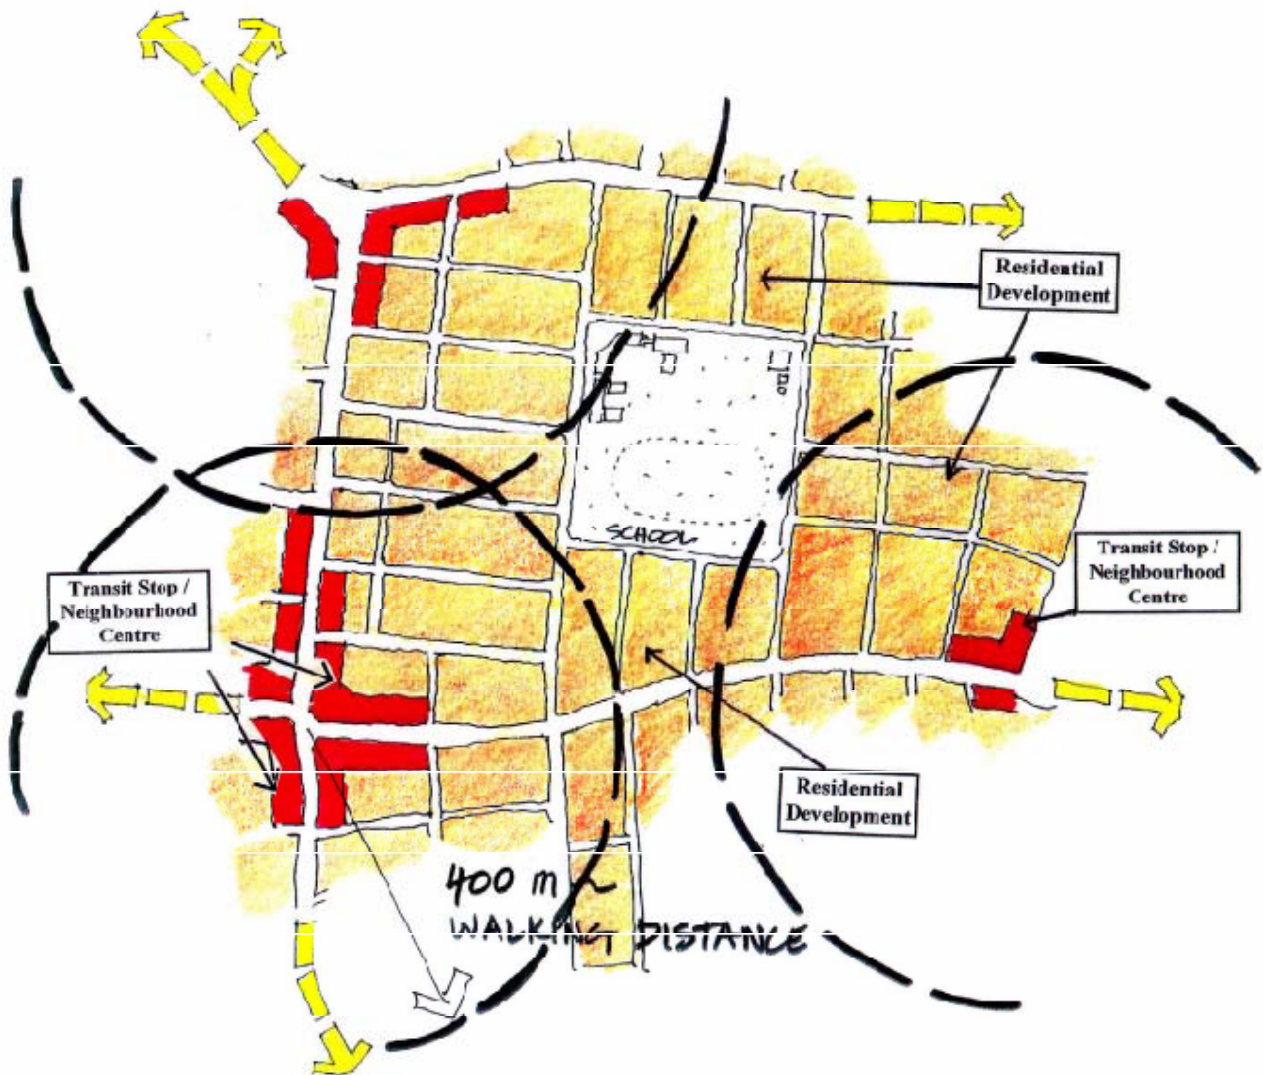 Residential
Development
SCHOOL
Transit Stop /
Neighbourhood
Centre
Transit Stop /
Neighbourhood
Centre
Residential
Development
400 m
WALKING DISTANCE